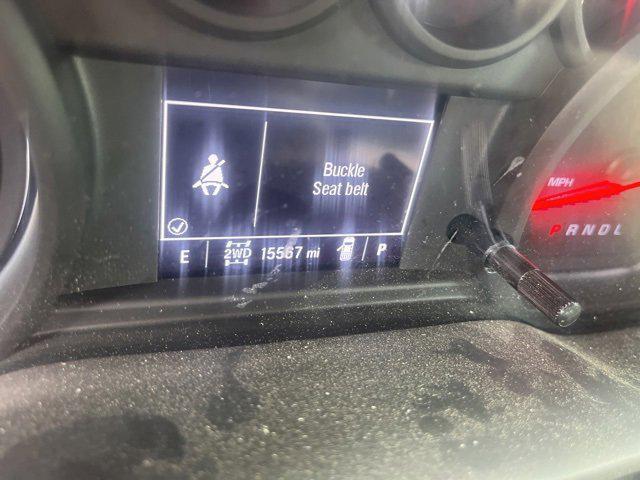 Buckle
Seat belt
E 2WD 15567 mi P
MPH
PRNDL